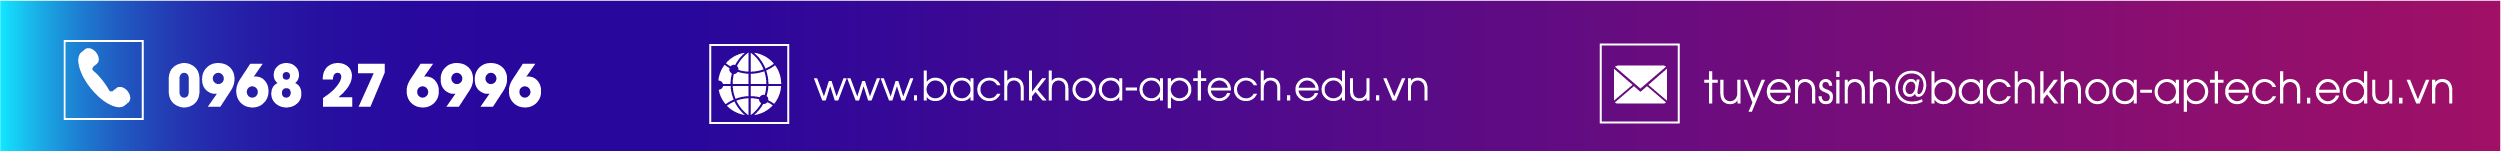 0968 27 6996
www.bachkhoa-aptech.edu.vn
tuyensinh@bachkhoa-aptech.edu.vn